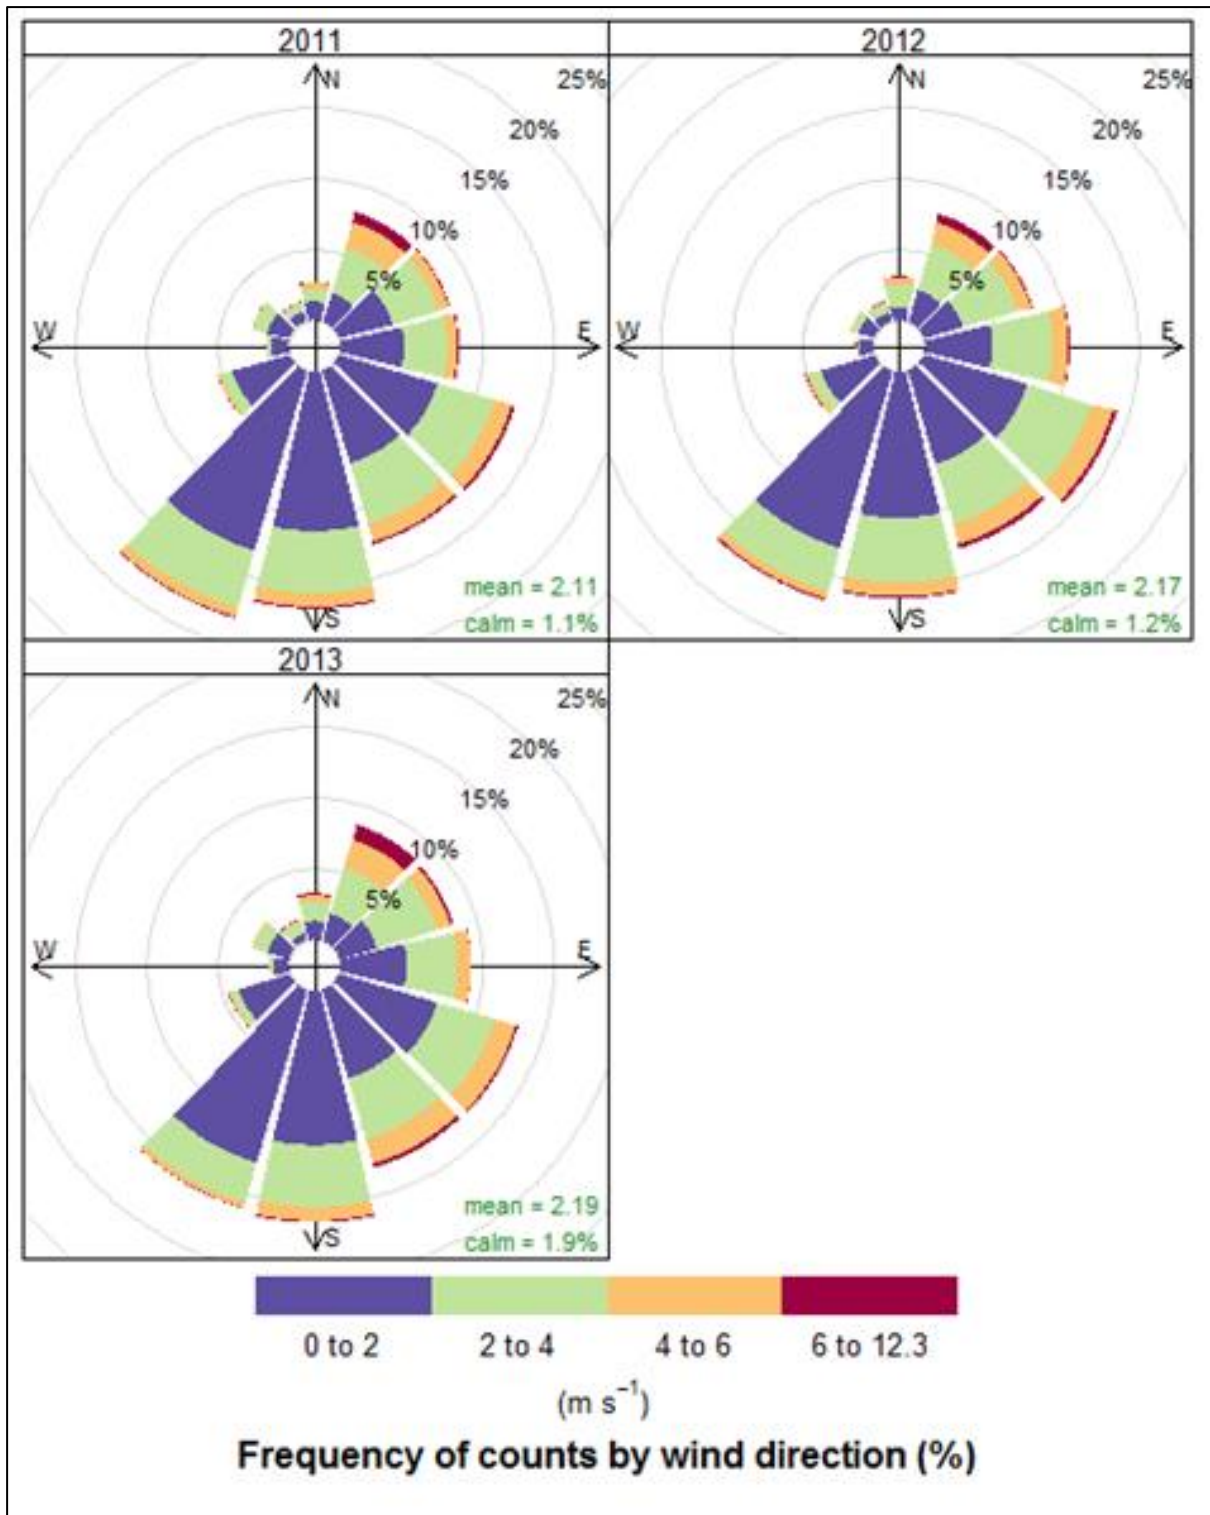 2011
2012
25%
N
20%
15%
10%
5%
W
E
S
mean = 2.11
calm = 1.1%
25%
N
20%
15%
10%
5%
W
E
S
mean = 2.17
calm = 1.2%
2013
25%
N
20%
15%
10%
5%
W
E
S
mean = 2.19
calm = 1.9%
0 to 2 2 to 4 4 to 6 6 to 12.3
(m s⁻¹)
Frequency of counts by wind direction (%)